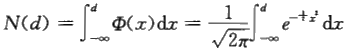 N(d) = ∫_{-∞}^{d} Φ(x)dx = \frac{1}{\sqrt{2π}} ∫_{-∞}^{d} e^{-\frac{1}{2}x^2} dx